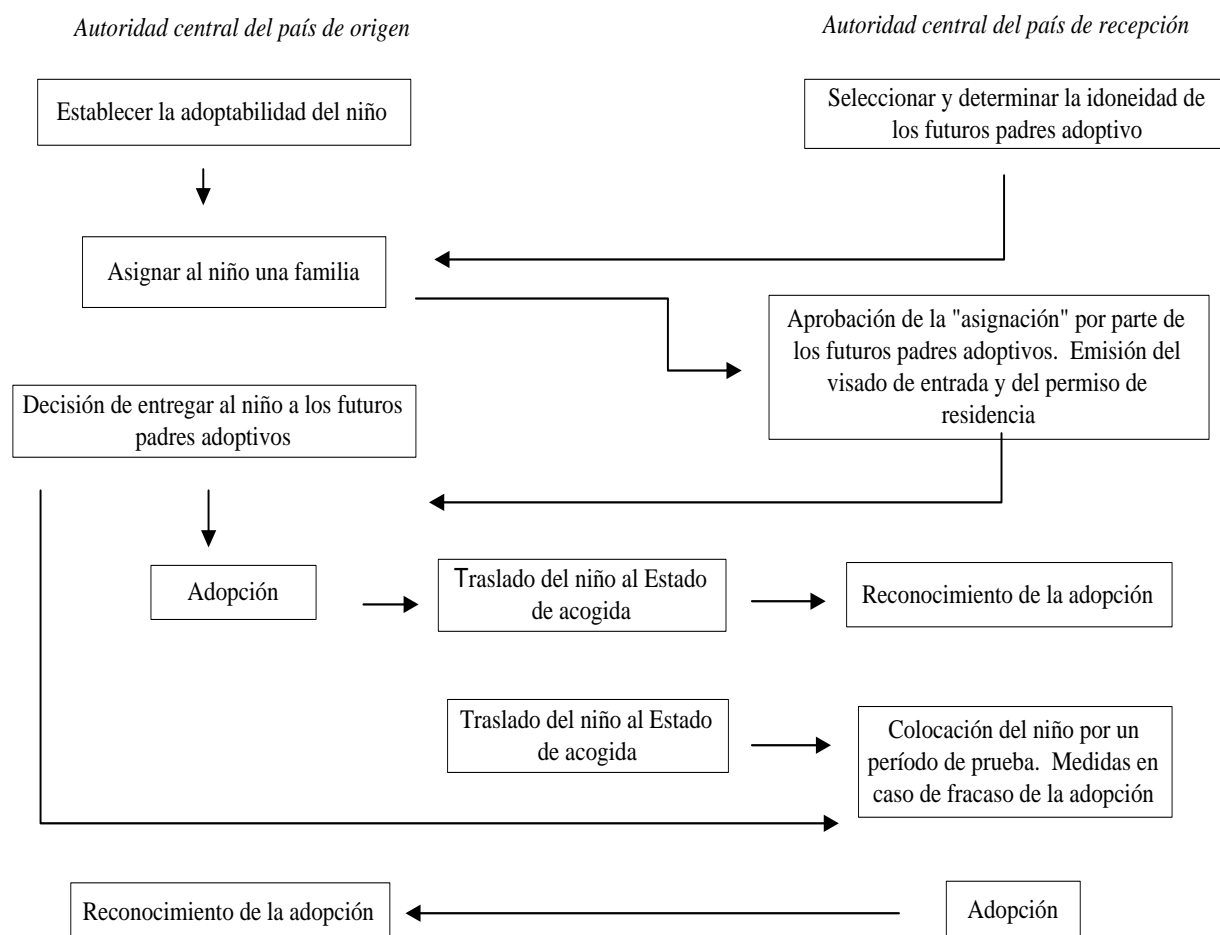 Autoridad central del país de origen
Autoridad central del país de recepción
Establecer la adoptabilidad del niño
Seleccionar y determinar la idoneidad de
los futuros padres adoptivo
Asignar al niño una familia
Aprobación de la "asignación" por parte de
los futuros padres adoptivos. Emisión del
visado de entrada y del permiso de
residencia
Decisión de entregar al niño a los futuros
padres adoptivos
Adopción
Traslado del niño al Estado
de acogida
Reconocimiento de la adopción
Traslado del niño al Estado
de acogida
Colocación del niño por un
período de prueba. Medidas en
caso de fracaso de la adopción
Reconocimiento de la adopción
Adopción